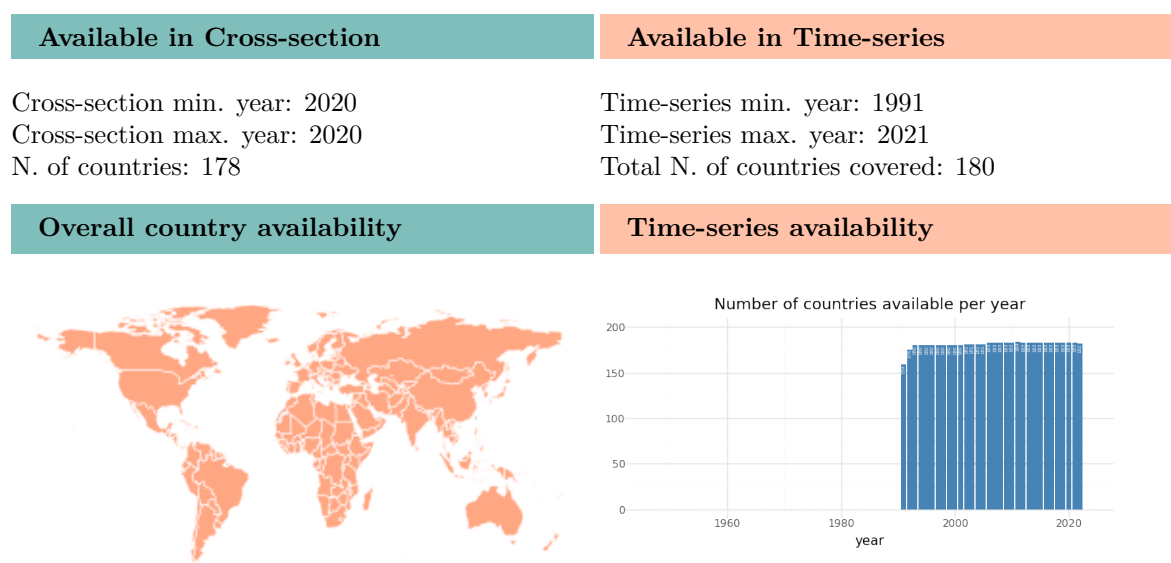 Available in Cross-section
Available in Time-series
Cross-section min. year: 2020
Cross-section max. year: 2020
N. of countries: 178
Time-series min. year: 1991
Time-series max. year: 2021
Total N. of countries covered: 180
Overall country availability
Time-series availability
Number of countries available per year
200
150
100
50
0
1960
1980
2000
2020
year